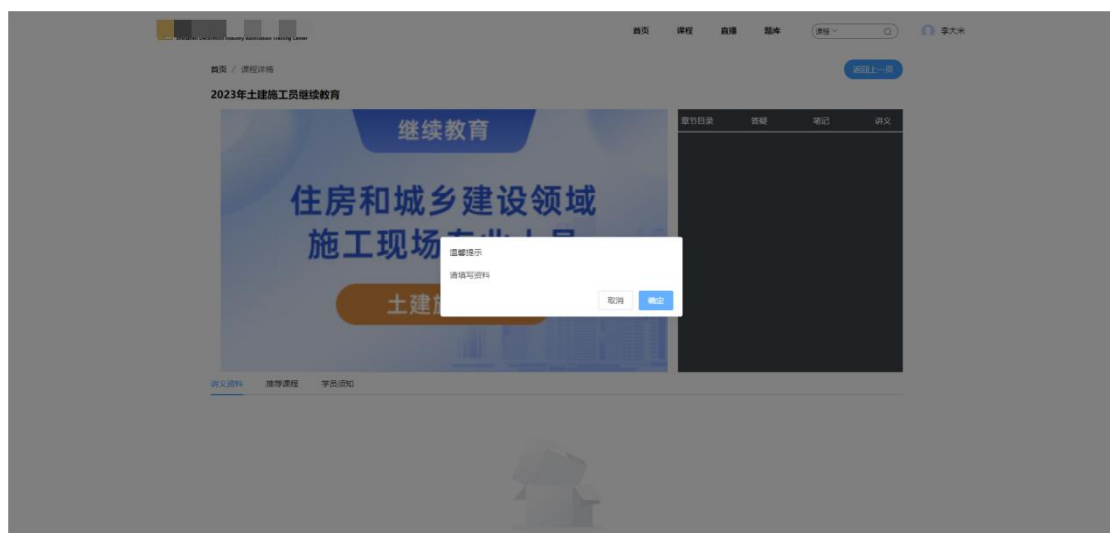 首页 课程 直播 题库 课程 李大米
首页 / 课程详情 返回上一页
2023年土建施工员继续教育
章节目录 答疑 笔记 讲义
继续教育
住房和城乡建设领域
施工现场
土建
温馨提示
请填写资料
取消 确定
讲义资料 推荐课程 学员须知